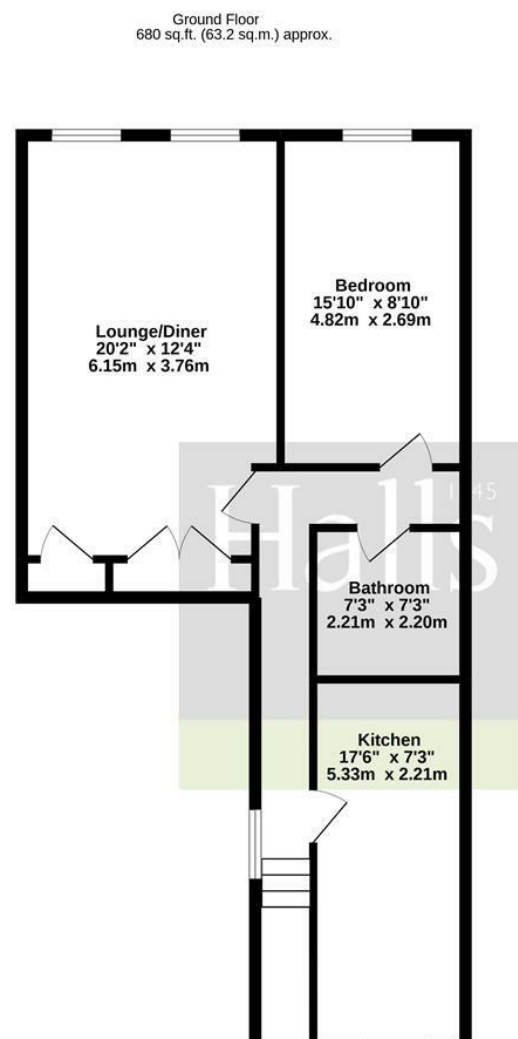 Ground Floor
680 sq.ft. (63.2 sq.m.) approx.
Bedroom
15'10" x 8'10"
4.82m x 2.69m
Lounge/Diner
20'2" x 12'4"
6.15m x 3.76m
Halls
1845
Bathroom
7'3" x 7'3"
2.21m x 2.20m
Kitchen
17'6" x 7'3"
5.33m x 2.21m